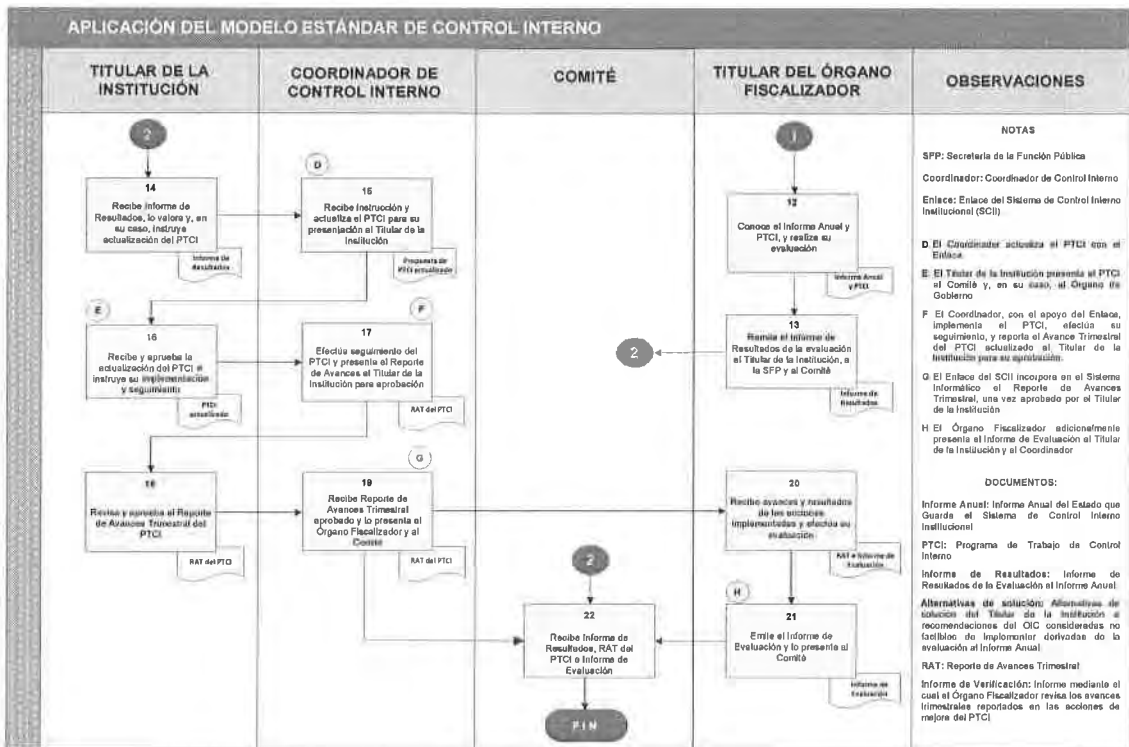 APLICACIÓN DEL MODELO ESTÁNDAR DE CONTROL INTERNO
TITULAR DE LA
INSTITUCIÓN
COORDINADOR DE
CONTROL INTERNO
COMITÉ
TITULAR DEL ÓRGANO
FISCALIZADOR
OBSERVACIONES
2
14
Recibe Informe de
Resultados, lo valora y, en
su caso, instruye
actualización del PTCI
Informe de
Resultados
D
15
Recibe Instrucción y
actualiza el PTCI para su
presentación al Titular de la
Institución
Propuesta de
PTCI actualizado
1
12
Conoce el Informe Anual y
PTCI, y realiza su
evaluación
Informe Anual
y PTCI
E
16
Recibe y aprueba la
actualización del PTCI e
instruye su implementación
y seguimiento
PTCI
actualizado
F
17
Efectúa seguimiento del
PTCI y presenta el Reporte
de Avances al Titular de la
Institución para aprobación
RAT del PTCI
2
13
Remite el Informe de
Resultados de la evaluación
al Titular de la Institución, a
la SFP y al Comité
Informe de
Resultados
18
Revisa y aprueba el Reporte
de Avances Trimestral del
PTCI
RAT del PTCI
G
19
Recibe Reporte de
Avances Trimestral
aprobado y lo presenta el
Órgano Fiscalizador y al
Comité
RAT del PTCI
20
Recibe avances y resultados
de las acciones
implementadas y efectúa su
evaluación
RAT e Informe de
Evaluación
2
22
Recibe Informe de
Resultados, RAT del
PTCI e Informe de
Evaluación
FIN
H
21
Emite el Informe de
Evaluación y lo presenta al
Comité
Informe de
Evaluación
NOTAS
SFP: Secretaría de la Función Pública
Coordinador: Coordinador de Control Interno
Enlace: Enlace del Sistema de Control Interno
Institucional (SCII)
D El Coordinador actualiza el PTCI con el
Enlace
E El Titular de la Institución presenta el PTCI
al Comité y, en su caso, al Órgano de
Gobierno
F El Coordinador, con el apoyo del Enlace,
implementa el PTCI, efectúa su
seguimiento, y reporta el Avance Trimestral
del PTCI actualizado al Titular de la
Institución para su aprobación.
G El Enlace del SCII incorpora en el Sistema
Informático el Reporte de Avances
Trimestral, una vez aprobado por el Titular
de la Institución
H El Órgano Fiscalizador adicionalmente
presenta el Informe de Evaluación al Titular
de la Institución y al Coordinador
DOCUMENTOS:
Informe Anual: Informe Anual del Estado que
Guarda el Sistema de Control Interno
Institucional
PTCI: Programa de Trabajo de Control
Interno
Informe de Resultados: Informe de
Resultados de la Evaluación al Informe Anual
Alternativas de solución: Alternativas de
solución del Titular de la Institución a
recomendaciones del OIC consideradas no
factibles de implementar derivadas de la
evaluación al Informe Anual
RAT: Reporte de Avances Trimestral
Informe de Verificación: Informe mediante el
cual el Órgano Fiscalizador revisa los avances
trimestrales reportados en las acciones de
mejora del PTCI